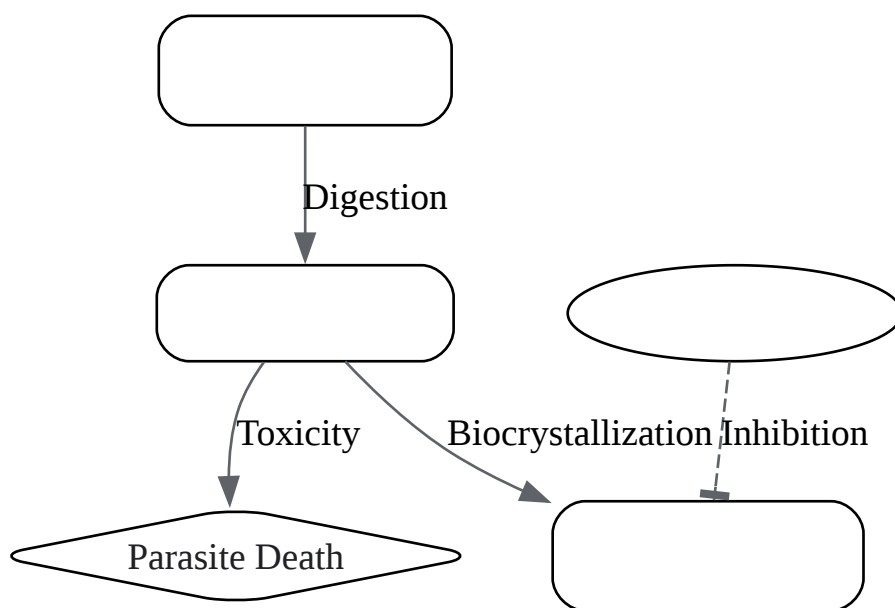 Digestion
Toxicity
Biocrystallization
Inhibition
Parasite Death